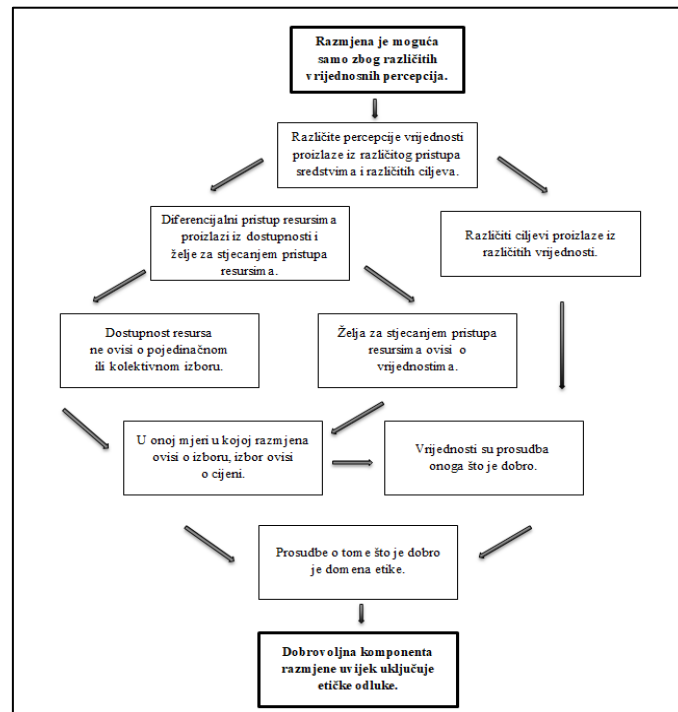 Razmjena je moguća
samo zbog različitih
vrijednosnih percepcija.
Različite percepcije vrijednosti
proizlaze iz različitog pristupa
sredstvima i različitih ciljeva.
Diferencijalni pristup resursima
proizlazi iz dostupnosti i
želje za stjecanjem pristupa
resursima.
Različiti ciljevi proizlaze iz
različitih vrijednosti.
Dostupnost resursa
ne ovisi o pojedinačnom
ili kolektivnom izboru.
Želja za stjecanjem pristupa
resursima ovisi o
vrijednostima.
U onoj mjeri u kojoj razmjena
ovisi o izboru, izbor ovisi
o cijeni.
Vrijednosti su prosudba
onoga što je dobro.
Prosudbe o tome što je dobro
je domena etike.
Dobrovoljna komponenta
razmjene uvijek uključuje
etičke odluke.